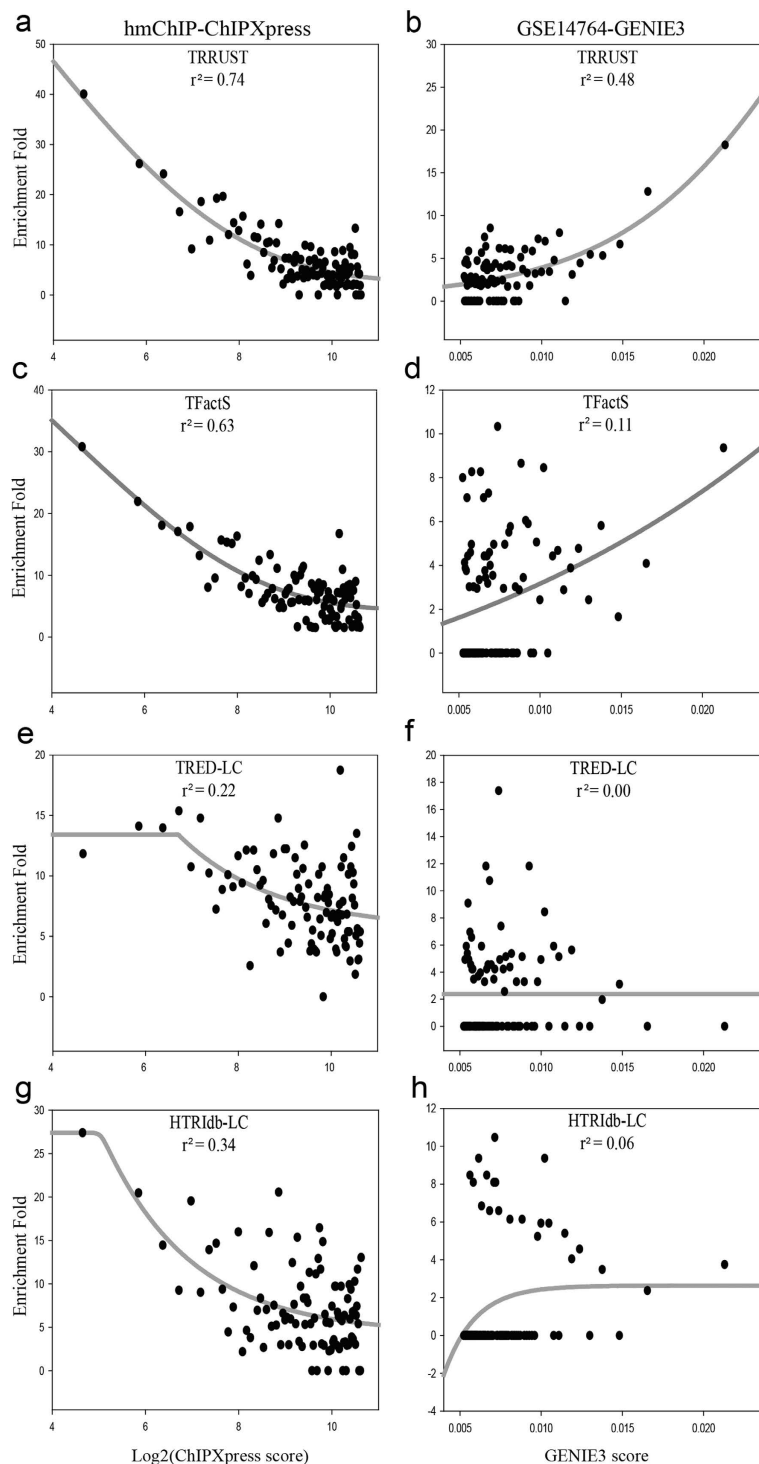 a
hmChIP-ChIPXpress
b
GSE14764-GENIE3
50
TRRUST
r² = 0.74
40
30
20
10
0
Enrichment Fold
4 6 8 10
30
TRRUST
r² = 0.48
25
20
15
10
5
0
0.005 0.010 0.015 0.020
c
40
TFactS
r² = 0.63
30
20
10
0
Enrichment Fold
4 6 8 10
d
12
TFactS
r² = 0.11
10
8
6
4
2
0
0.005 0.010 0.015 0.020
e
20
TRED-LC
r² = 0.22
15
10
5
0
Enrichment Fold
4 6 8 10
f
20
TRED-LC
r² = 0.00
18
16
14
12
10
8
6
4
2
0
0.005 0.010 0.015 0.020
g
30
HTRIdb-LC
r² = 0.34
25
20
15
10
5
0
Enrichment Fold
4 6 8 10
Log2(ChIPXpress score)
h
12
HTRIdb-LC
r² = 0.06
10
8
6
4
2
0
-2
-4
0.005 0.010 0.015 0.020
GENIE3 score